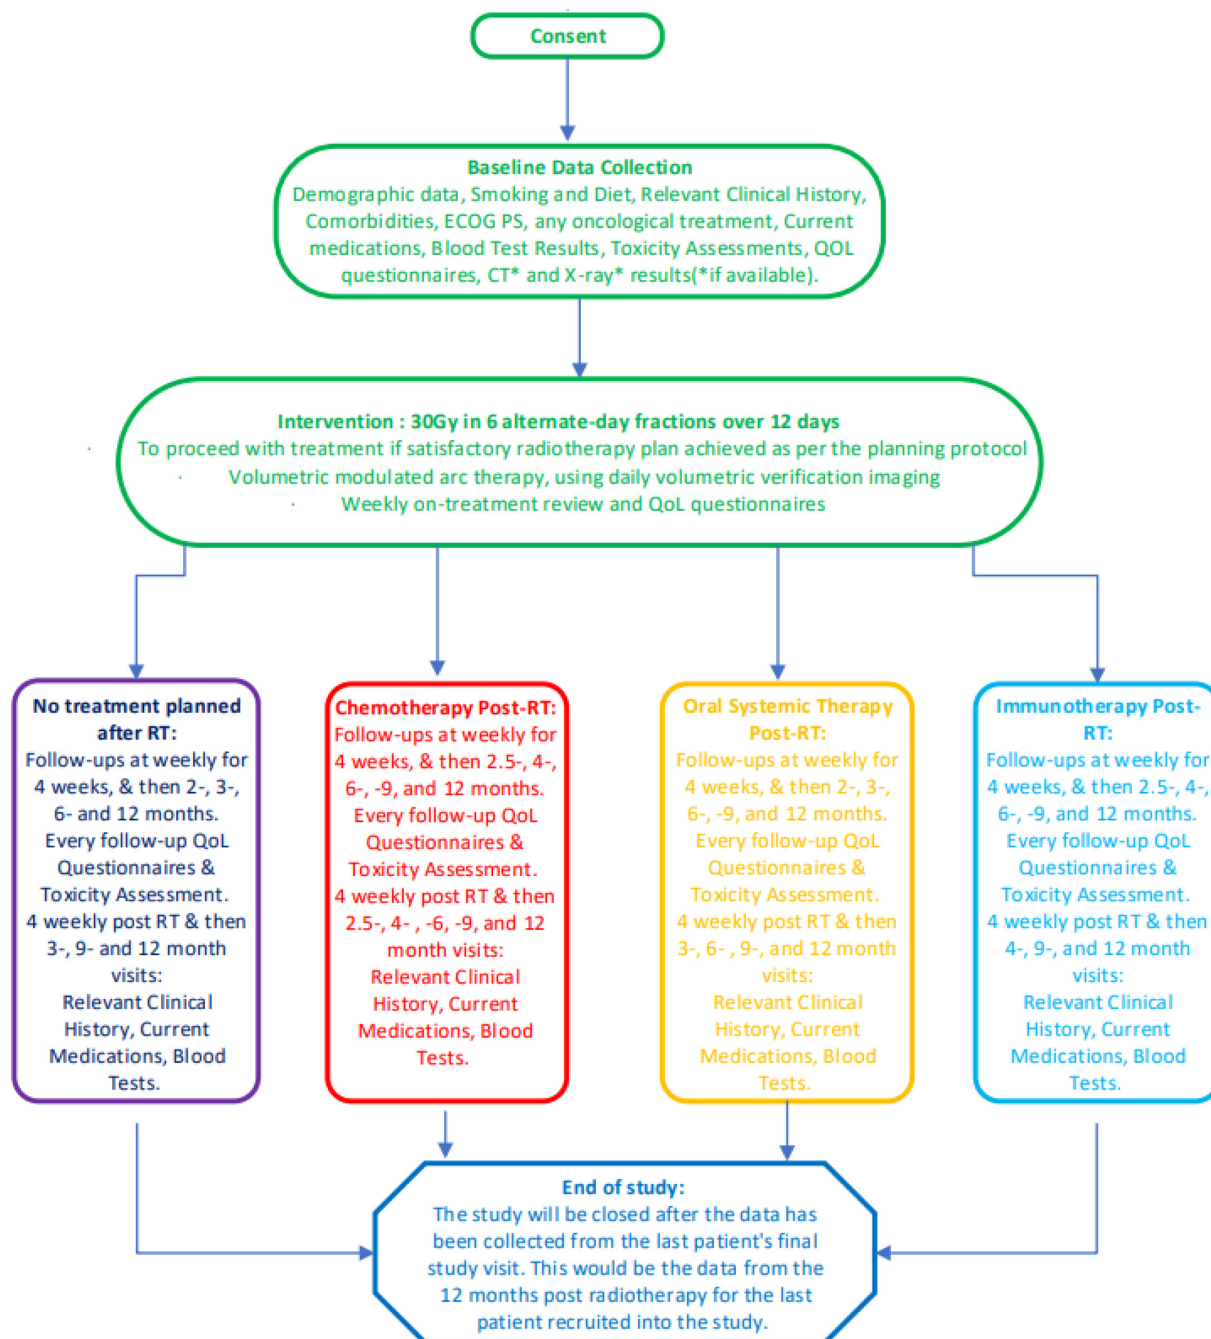 Consent
Baseline Data Collection
Demographic data, Smoking and Diet, Relevant Clinical History,
Comorbidities, ECOG PS, any oncological treatment, Current
medications, Blood Test Results, Toxicity Assessments, QOL
questionnaires, CT* and X-ray* results(*if available).
Intervention : 30Gy in 6 alternate-day fractions over 12 days
· To proceed with treatment if satisfactory radiotherapy plan achieved as per the planning protocol
· Volumetric modulated arc therapy, using daily volumetric verification imaging
· Weekly on-treatment review and QoL questionnaires
No treatment planned
after RT:
Follow-ups at weekly for
4 weeks, & then 2-, 3-,
6- and 12 months.
Every follow-up QoL
Questionnaires &
Toxicity Assessment.
4 weekly post RT & then
3-, 9- and 12 month
visits:
Relevant Clinical
History, Current
Medications, Blood
Tests.
Chemotherapy Post-RT:
Follow-ups at weekly for
4 weeks, & then 2.5-, 4-,
6-, -9, and 12 months.
Every follow-up QoL
Questionnaires &
Toxicity Assessment.
4 weekly post RT & then
2.5-, 4- , -6, -9, and 12
month visits:
Relevant Clinical
History, Current
Medications, Blood
Tests.
Oral Systemic Therapy
Post-RT:
Follow-ups at weekly for
4 weeks, & then 2-, 3-,
6-, -9, and 12 months.
Every follow-up QoL
Questionnaires &
Toxicity Assessment.
4 weekly post RT & then
3-, 6- , 9-, and 12 month
visits:
Relevant Clinical
History, Current
Medications, Blood
Tests.
Immunotherapy Post-
RT:
Follow-ups at weekly for
4 weeks, & then 2.5-, 4-,
6-, -9, and 12 months.
Every follow-up QoL
Questionnaires &
Toxicity Assessment.
4 weekly post RT & then
4-, 9-, and 12 month
visits:
Relevant Clinical
History, Current
Medications, Blood
Tests.
End of study:
The study will be closed after the data has
been collected from the last patient's final
study visit. This would be the data from the
12 months post radiotherapy for the last
patient recruited into the study.